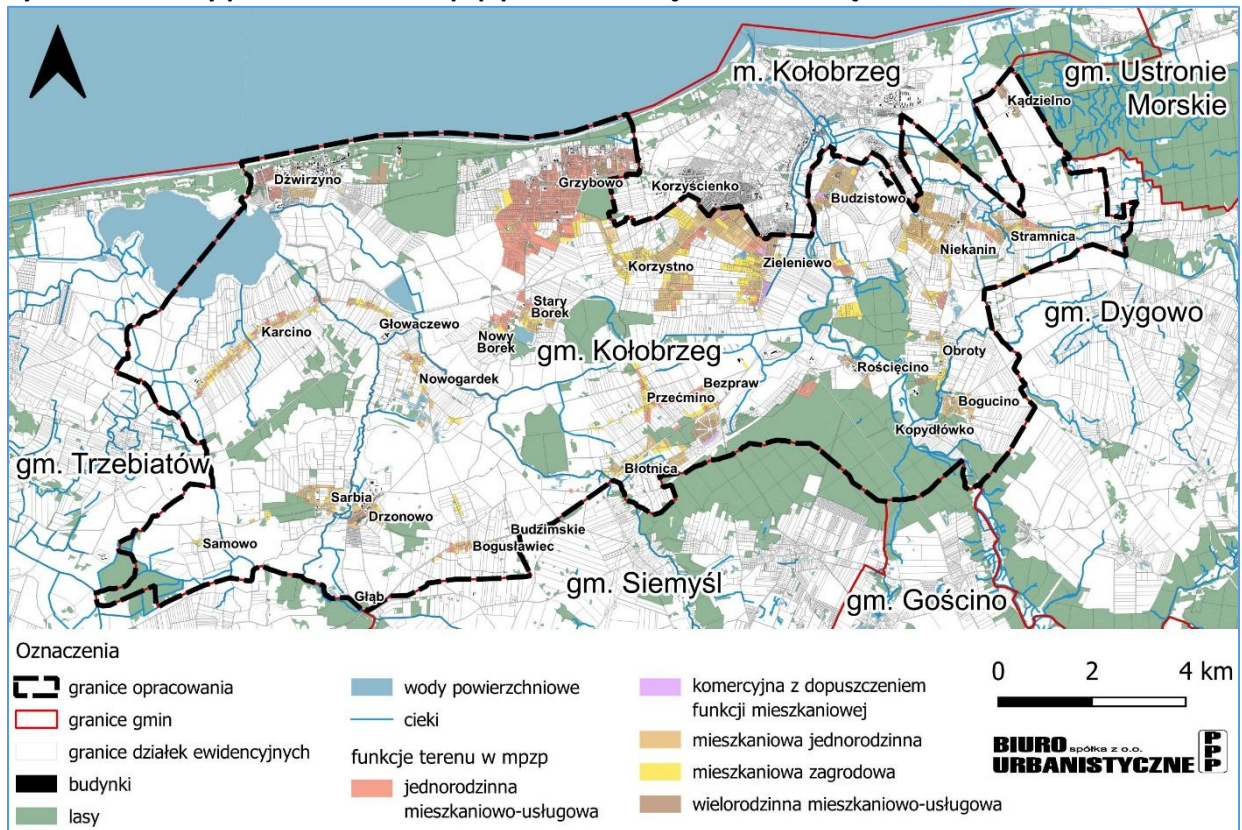 m. Kołobrzeg
gm. Ustronie
Morskie
Kądzielno
Dźwirzyno
Grzybowo
Korzyścienko
Budzistowo
Niekanin
Stramnica
Korzystno
Zieleniewo
gm. Dygowo
Karcino
Głowaczewo
Stary
Borek
Nowy
Borek
gm. Kołobrzeg
Nowogardek
Bezpraw
Przećmino
Rościęcino
Obroty
Bogucino
Kopydłówko
gm. Trzebiatów
Błotnica
Sarbia
Drzonowo
Budzimskie
Bogusławiec
Samowo
Głąb
gm. Siemyśl
gm. Gościno
Oznaczenia
granice opracowania
granice gmin
granice działek ewidencyjnych
budynki
lasy
wody powierzchniowe
cieki
funkcje terenu w mpzp
jednorodzinna
mieszkaniowo-usługowa
komercyjna z dopuszczeniem
funkcji mieszkaniowej
mieszkaniowa jednorodzinna
mieszkaniowa zagrodowa
wielorodzinna mieszkaniowo-usługowa
0 2 4 km
BIURO spółka z o.o.
URBANISTYCZNE
P
P
P